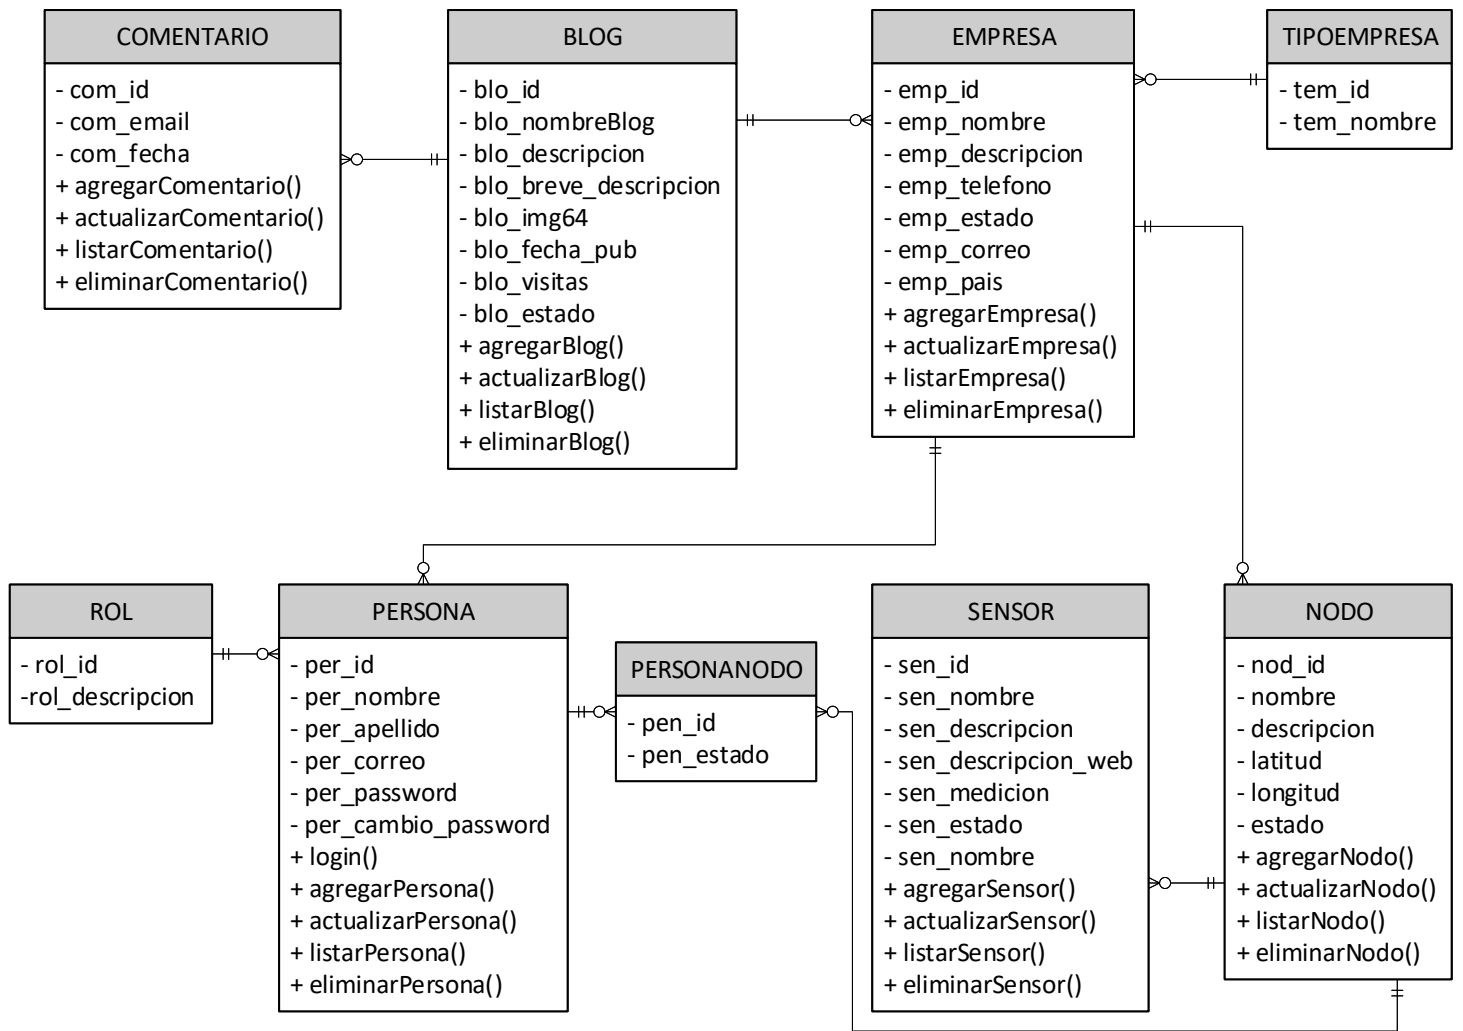 COMENTARIO
- com_id
- com_email
- com_fecha
+ agregarComentario()
+ actualizarComentario()
+ listarComentario()
+ eliminarComentario()
BLOG
- blo_id
- blo_nombreBlog
- blo_descripcion
- blo_breve_descripcion
- blo_img64
- blo_fecha_pub
- blo_visitas
- blo_estado
+ agregarBlog()
+ actualizarBlog()
+ listarBlog()
+ eliminarBlog()
EMPRESA
- emp_id
- emp_nombre
- emp_descripcion
- emp_telefono
- emp_estado
- emp_correo
- emp_pais
+ agregarEmpresa()
+ actualizarEmpresa()
+ listarEmpresa()
+ eliminarEmpresa()
TIPOEMPRESA
- tem_id
- tem_nombre
ROL
- rol_id
-rol_descripcion
PERSONA
- per_id
- per_nombre
- per_apellido
- per_correo
- per_password
- per_cambio_password
+ login()
+ agregarPersona()
+ actualizarPersona()
+ listarPersona()
+ eliminarPersona()
PERSONANODO
- pen_id
- pen_estado
SENSOR
- sen_id
- sen_nombre
- sen_descripcion
- sen_descripcion_web
- sen_medicion
- sen_estado
- sen_nombre
+ agregarSensor()
+ actualizarSensor()
+ listarSensor()
+ eliminarSensor()
NODO
- nod_id
- nombre
- descripcion
- latitud
- longitud
- estado
+ agregarNodo()
+ actualizarNodo()
+ listarNodo()
+ eliminarNodo()